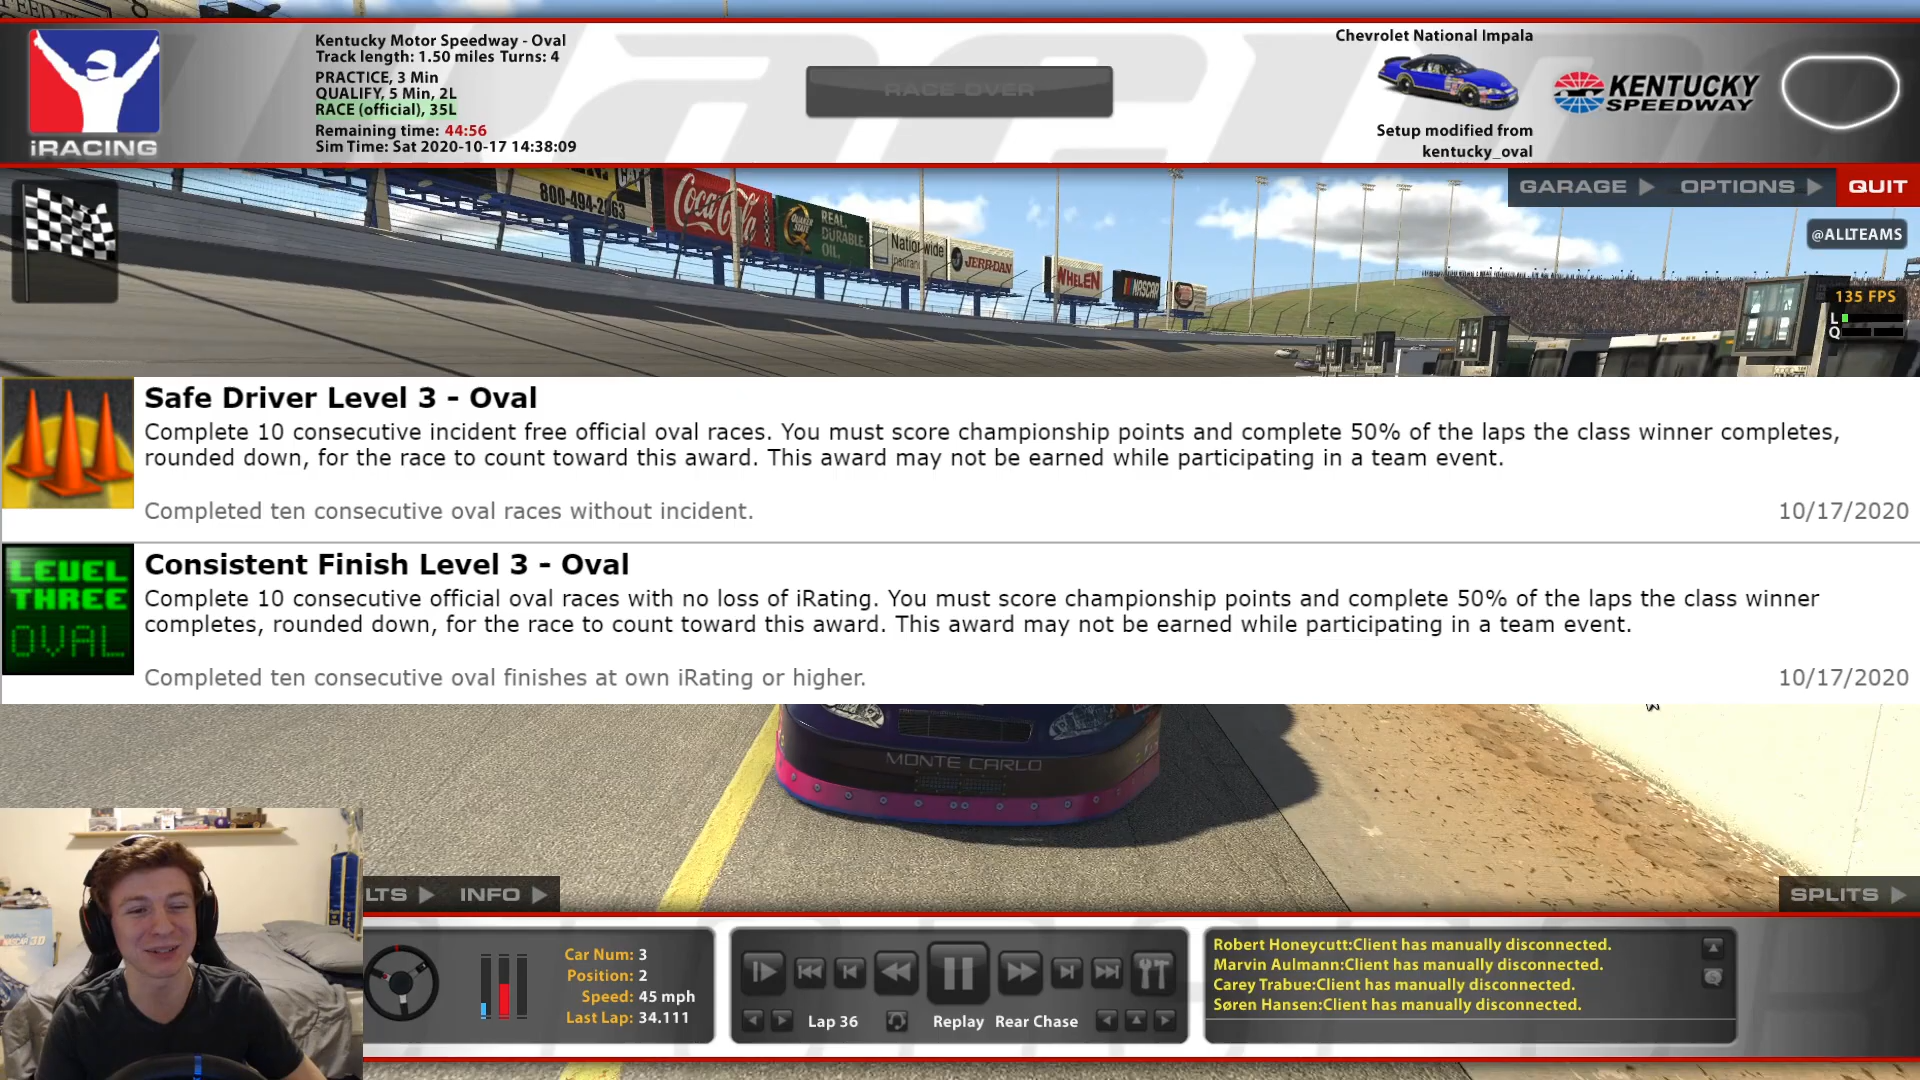 Kentucky Motor Speedway - Oval
Track length: 1.50 miles Turns: 4
PRACTICE, 3 Min
QUALIFY, 5 Min, 2L
RACE (official), 35L
Remaining time: 44:56
Sim Time: Sat 2020-10-17 14:38:09
iRACING
RACE OVER
Chevrolet National Impala
KENTUCKY
SPEEDWAY
Setup modified from
kentucky_oval
GARAGE
OPTIONS
QUIT
@ALLTEAMS
135 FPS
L
Q
800-494-2663
Coca-Cola
QUAKER STATE
REAL.
DURABLE.
OIL.
Nationwide
Insurance
JERR-DAN
WHELEN
NASCAR
Safe Driver Level 3 - Oval
Complete 10 consecutive incident free official oval races. You must score championship points and complete 50% of the laps the class winner completes,
rounded down, for the race to count toward this award. This award may not be earned while participating in a team event.
Completed ten consecutive oval races without incident.
10/17/2020
LEVEL
THREE
OVAL
Consistent Finish Level 3 - Oval
Complete 10 consecutive official oval races with no loss of iRating. You must score championship points and complete 50% of the laps the class winner
completes, rounded down, for the race to count toward this award. This award may not be earned while participating in a team event.
Completed ten consecutive oval finishes at own iRating or higher.
10/17/2020
MONTE CARLO
LTS
INFO
SPLITS
Car Num: 3
Position: 2
Speed: 45 mph
Last Lap: 34.111
Lap 36
Replay
Rear Chase
Robert Honeycutt:Client has manually disconnected.
Marvin Aulmann:Client has manually disconnected.
Carey Trabue:Client has manually disconnected.
Søren Hansen:Client has manually disconnected.